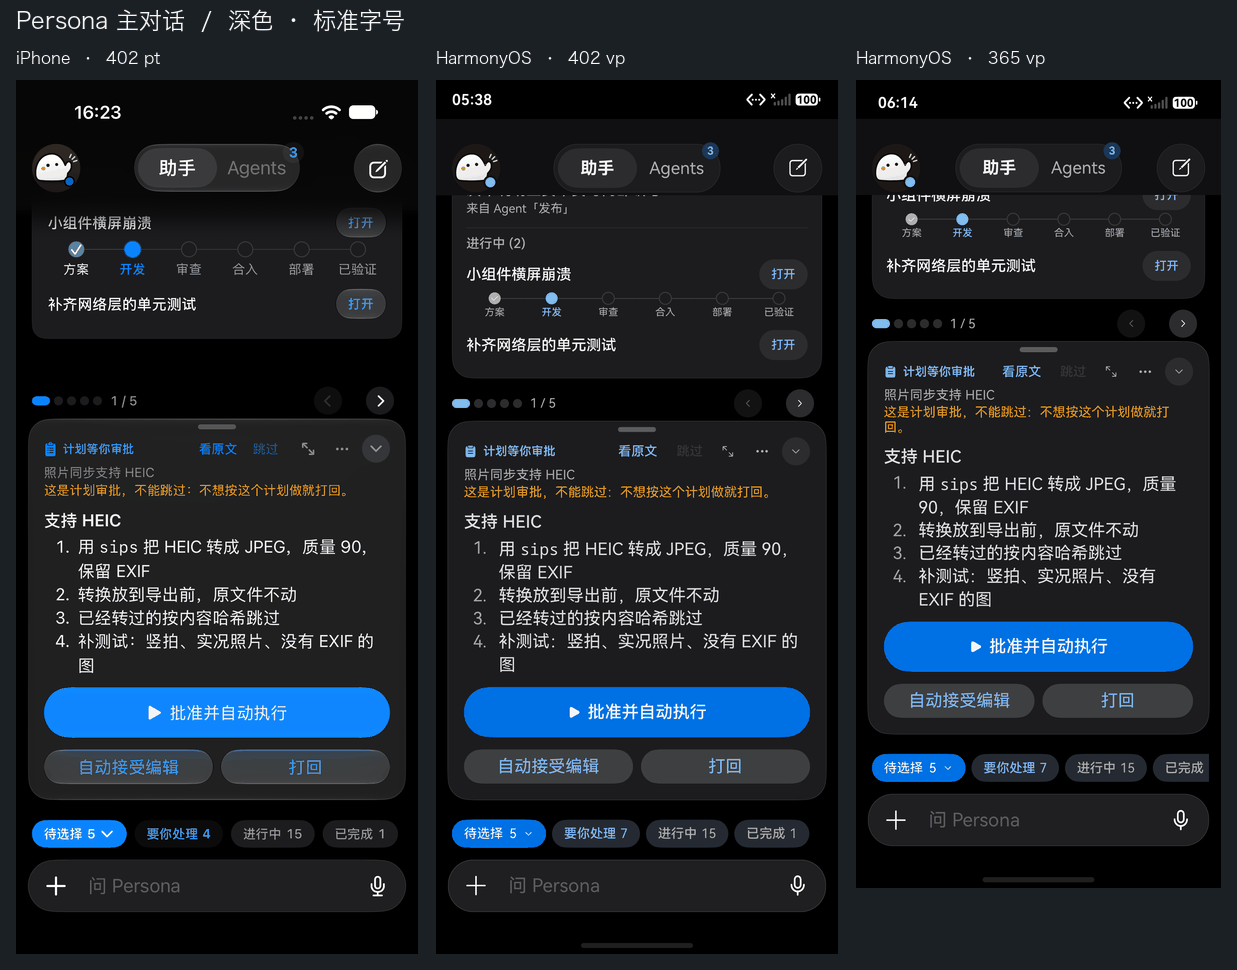 Persona 主对话 / 深色 · 标准字号
iPhone · 402 pt
16:23
助手
Agents
3
小组件横屏崩溃
打开
方案
开发
审查
合入
部署
已验证
补齐网络层的单元测试
打开
1 / 5
计划等你审批
看原文
跳过
照片同步支持 HEIC
这是计划审批，不能跳过：不想按这个计划做就打回。
支持 HEIC
1. 用 sips 把 HEIC 转成 JPEG，质量 90，
保留 EXIF
2. 转换放到导出前，原文件不动
3. 已经转过的按内容哈希跳过
4. 补测试：竖拍、实况照片、没有 EXIF 的
图
批准并自动执行
自动接受编辑
打回
待选择 5
要你处理 4
进行中 15
已完成 1
问 Persona
HarmonyOS · 402 vp
05:38
100
助手
Agents
3
来自 Agent「发布」
进行中 (2)
小组件横屏崩溃
打开
方案
开发
审查
合入
部署
已验证
补齐网络层的单元测试
打开
1 / 5
计划等你审批
看原文
跳过
照片同步支持 HEIC
这是计划审批，不能跳过：不想按这个计划做就打回。
支持 HEIC
1. 用 sips 把 HEIC 转成 JPEG，质量 90，
保留 EXIF
2. 转换放到导出前，原文件不动
3. 已经转过的按内容哈希跳过
4. 补测试：竖拍、实况照片、没有 EXIF 的
图
批准并自动执行
自动接受编辑
打回
待选择 5
要你处理 7
进行中 15
已完成 1
问 Persona
HarmonyOS · 365 vp
06:14
100
助手
Agents
3
小组件横屏崩溃
打开
方案
开发
审查
合入
部署
已验证
补齐网络层的单元测试
打开
1 / 5
计划等你审批
看原文
跳过
照片同步支持 HEIC
这是计划审批，不能跳过：不想按这个计划做就打
回。
支持 HEIC
1. 用 sips 把 HEIC 转成 JPEG，质量
90，保留 EXIF
2. 转换放到导出前，原文件不动
3. 已经转过的按内容哈希跳过
4. 补测试：竖拍、实况照片、没有
EXIF 的图
批准并自动执行
自动接受编辑
打回
待选择 5
要你处理 7
进行中 15
已完成
问 Persona